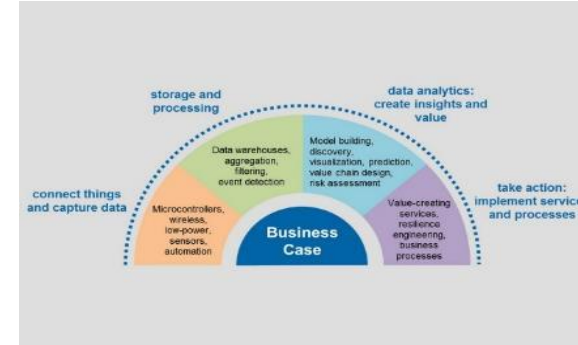 storage and
processing
data analytics:
create insights and
value
connect things
and capture data
take action:
implement service
and processes
Microcontrollers,
wireless,
low-power,
sensors,
automation
Data warehouses,
aggregation,
filtering,
event detection
Model building,
discovery,
visualization, prediction,
value chain design,
risk assessment
Value-creating
services,
resilience
engineering,
business
processes
Business
Case